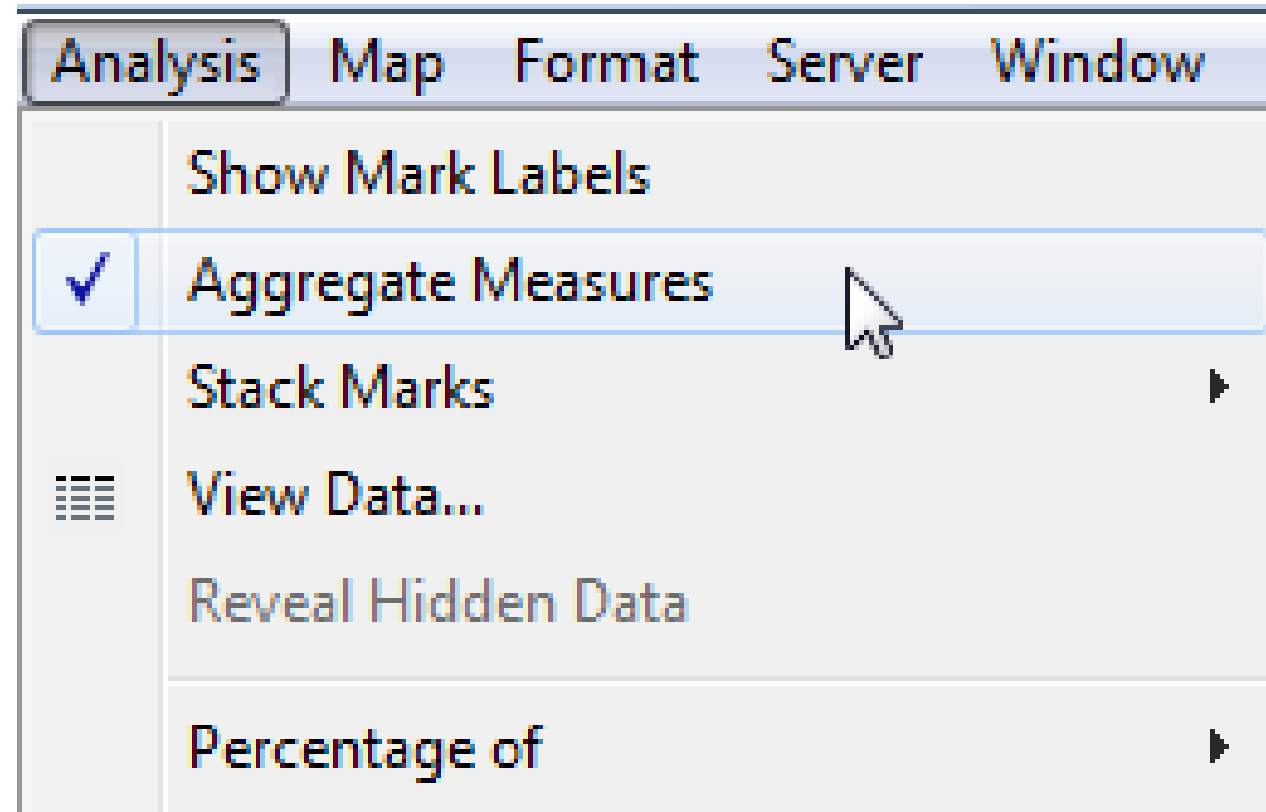 Analysis Map Format Server Window
Show Mark Labels
Aggregate Measures
Stack Marks
View Data...
Reveal Hidden Data
Percentage of